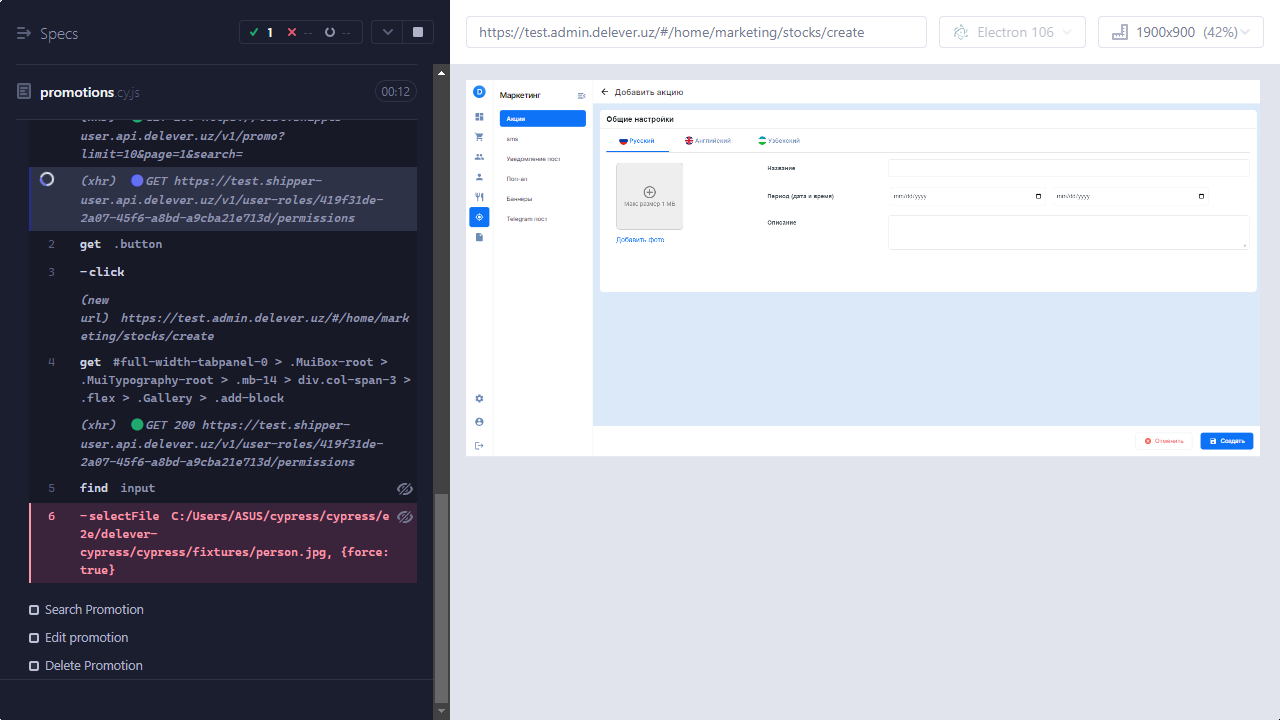 Specs
1
--
--
promotions.cy.js
00:12
user.api.delever.uz/v1/promo?
limit=10&page=1&search=
(xhr) GET https://test.shipper-
user.api.delever.uz/v1/user-roles/419f31de-
2a07-45f6-a8bd-a9cba21e713d/permissions
2 get .button
3 -click
(new
url) https://test.admin.delever.uz/#/home/mark
eting/stocks/create
4 get #full-width-tabpanel-0 > .MuiBox-root >
.MuiTypography-root > .mb-14 > div.col-span-3 >
.flex > .Gallery > .add-block
(xhr) GET 200 https://test.shipper-
user.api.delever.uz/v1/user-roles/419f31de-
2a07-45f6-a8bd-a9cba21e713d/permissions
5 find input
6 -selectFile C:/Users/ASUS/cypress/cypress/e
2e/delever-
cypress/cypress/fixtures/person.jpg, {force:
true}
Search Promotion
Edit promotion
Delete Promotion
https://test.admin.delever.uz/#/home/marketing/stocks/create
Electron 106
1900x900 (42%)
D
Маркетинг
Акции
sms
Уведомление пост
Поп-ап
Баннеры
Telegram пост
Добавить акцию
Общие настройки
Русский
Английский
Узбекский
Макс размер 1 МБ
Добавить фото
Название
Период (дата и время)
mm/dd/yyyy
mm/dd/yyyy
Описание
Отменить
Создать